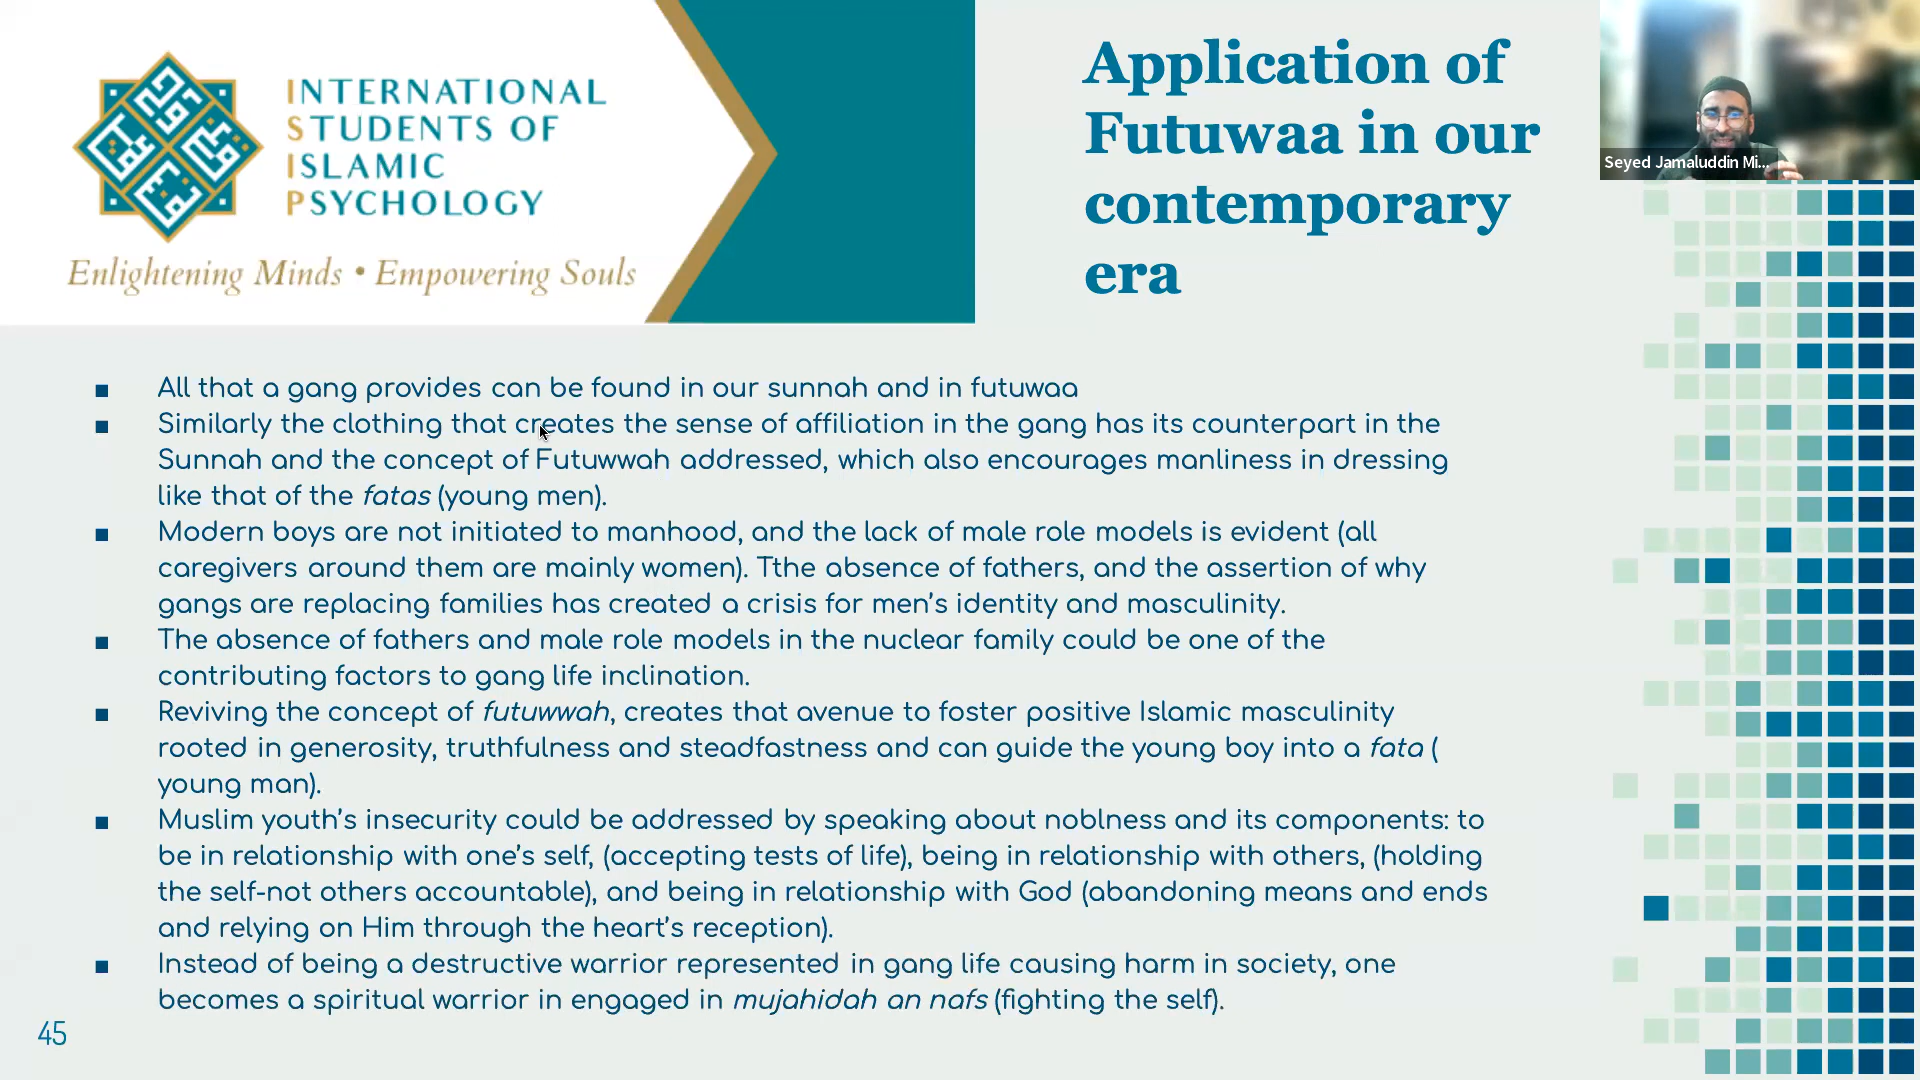 INTERNATIONAL
STUDENTS OF
ISLAMIC
PSYCHOLOGY
Enlightening Minds • Empowering Souls
Application of
Futuwaa in our
contemporary
era
Seyed Jamaluddin Mi...
■ All that a gang provides can be found in our sunnah and in futuwaa
■ Similarly the clothing that creates the sense of affiliation in the gang has its counterpart in the
Sunnah and the concept of Futuwwah addressed, which also encourages manliness in dressing
like that of the fatas (young men).
■ Modern boys are not initiated to manhood, and the lack of male role models is evident (all
caregivers around them are mainly women). Tthe absence of fathers, and the assertion of why
gangs are replacing families has created a crisis for men's identity and masculinity.
■ The absence of fathers and male role models in the nuclear family could be one of the
contributing factors to gang life inclination.
■ Reviving the concept of futuwwah, creates that avenue to foster positive Islamic masculinity
rooted in generosity, truthfulness and steadfastness and can guide the young boy into a fata (
young man).
■ Muslim youth's insecurity could be addressed by speaking about noblness and its components: to
be in relationship with one's self, (accepting tests of life), being in relationship with others, (holding
the self-not others accountable), and being in relationship with God (abandoning means and ends
and relying on Him through the heart's reception).
■ Instead of being a destructive warrior represented in gang life causing harm in society, one
becomes a spiritual warrior in engaged in mujahidah an nafs (fighting the self).
45